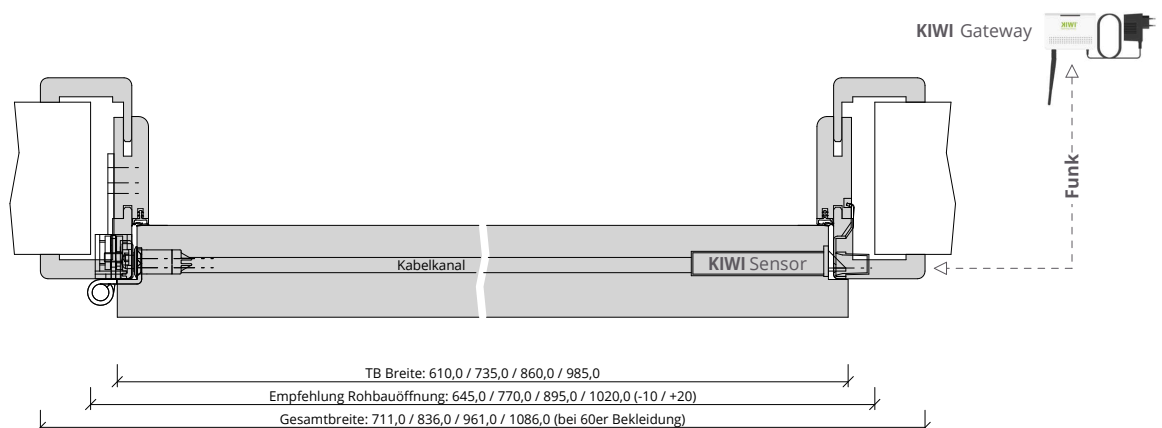 KIWI Gateway
KIWI
Funk
Kabelkanal
KIWI Sensor
TB Breite: 610,0 / 735,0 / 860,0 / 985,0
Empfehlung Rohbauöffnung: 645,0 / 770,0 / 895,0 / 1020,0 (-10 / +20)
Gesamtbreite: 711,0 / 836,0 / 961,0 / 1086,0 (bei 60er Bekleidung)